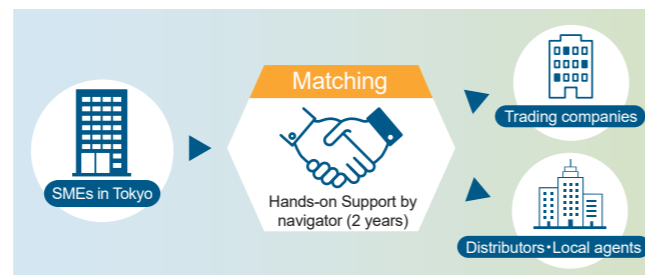 SMEs in Tokyo
Matching
Hands-on Support by
navigator (2 years)
Trading companies
Distributors・Local agents